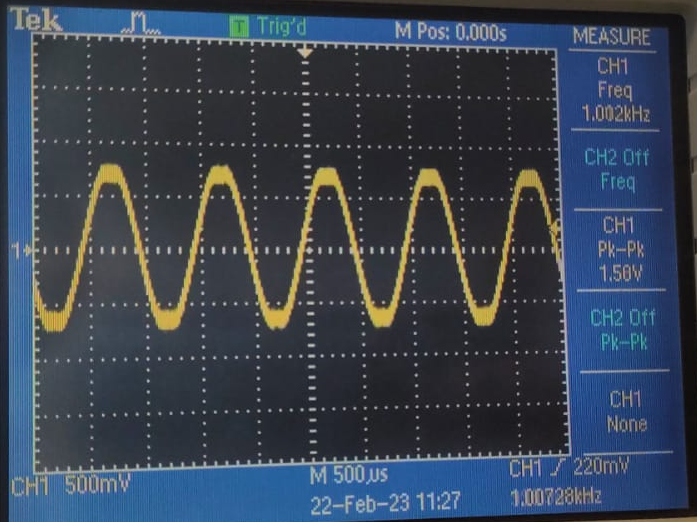 Tek
T Trig'd
M Pos: 0.000s
MEASURE
CH1
Freq
1.002kHz
CH2 Off
Freq
CH1
Pk-Pk
1.50V
CH2 Off
Pk-Pk
CH1
None
1
CH1 500mV
M 500µs
CH1 220mV
22-Feb-23 11:27
1.00728kHz